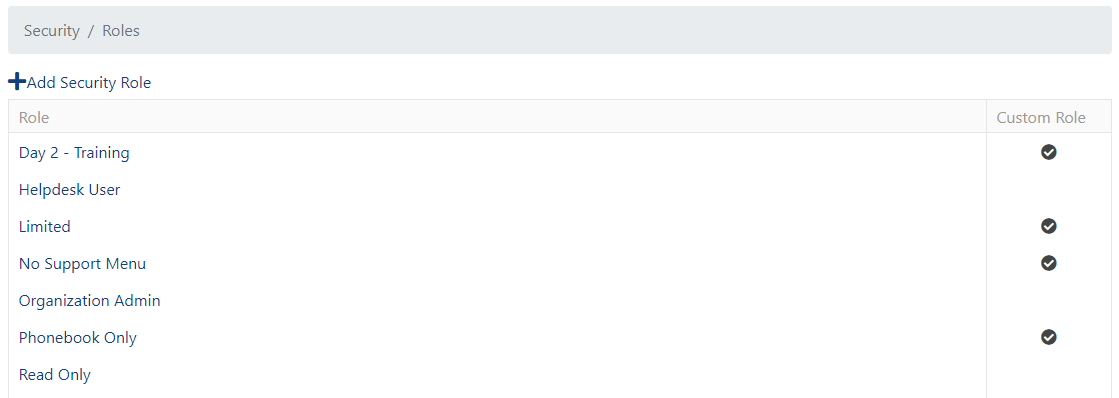 Security / Roles
Add Security Role
Role Custom Role
Day 2 - Training
Helpdesk User
Limited
No Support Menu
Organization Admin
Phonebook Only
Read Only